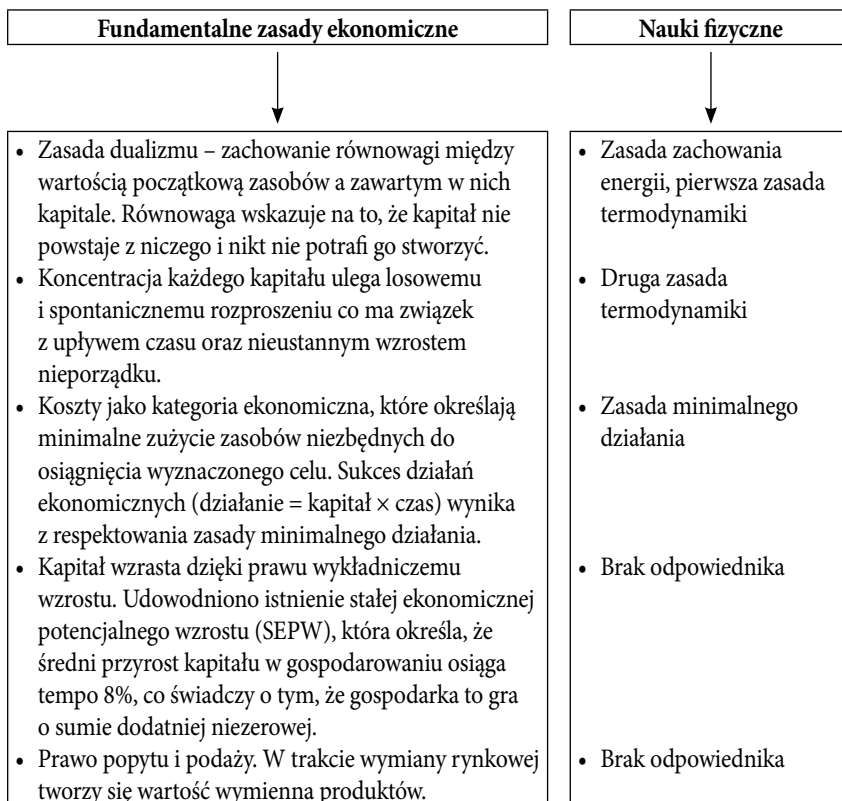 Fundamentalne zasady ekonomiczne
• Zasada dualizmu – zachowanie równowagi między
wartością początkową zasobów a zawartym w nich
kapitale. Równowaga wskazuje na to, że kapitał nie
powstaje z niczego i nikt nie potrafi go stworzyć.
• Koncentracja każdego kapitału ulega losowemu
i spontanicznemu rozproszeniu co ma związek
z upływem czasu oraz nieustannym wzrostem
nieporządku.
• Koszty jako kategoria ekonomiczna, które określają
minimalne zużycie zasobów niezbędnych do
osiągnięcia wyznaczonego celu. Sukces działań
ekonomicznych (działanie = kapitał × czas) wynika
z respektowania zasady minimalnego działania.
• Kapitał wzrasta dzięki prawu wykładniczemu
wzrostu. Udowodniono istnienie stałej ekonomicznej
potencjalnego wzrostu (SEPW), która określa, że
średni przyrost kapitału w gospodarowaniu osiąga
tempo 8%, co świadczy o tym, że gospodarka to gra
o sumie dodatniej niezerowej.
• Prawo popytu i podaży. W trakcie wymiany rynkowej
tworzy się wartość wymienna produktów.
Nauki fizyczne
• Zasada zachowania
energii, pierwsza zasada
termodynamiki
• Druga zasada
termodynamiki
• Zasada minimalnego
działania
• Brak odpowiednika
• Brak odpowiednika